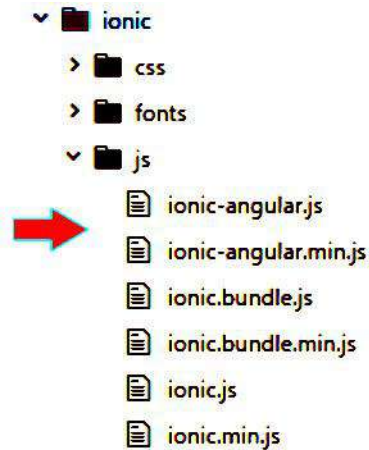 ionic
css
fonts
js
ionic-angular.js
ionic-angular.min.js
ionic.bundle.js
ionic.bundle.min.js
ionic.js
ionic.min.js